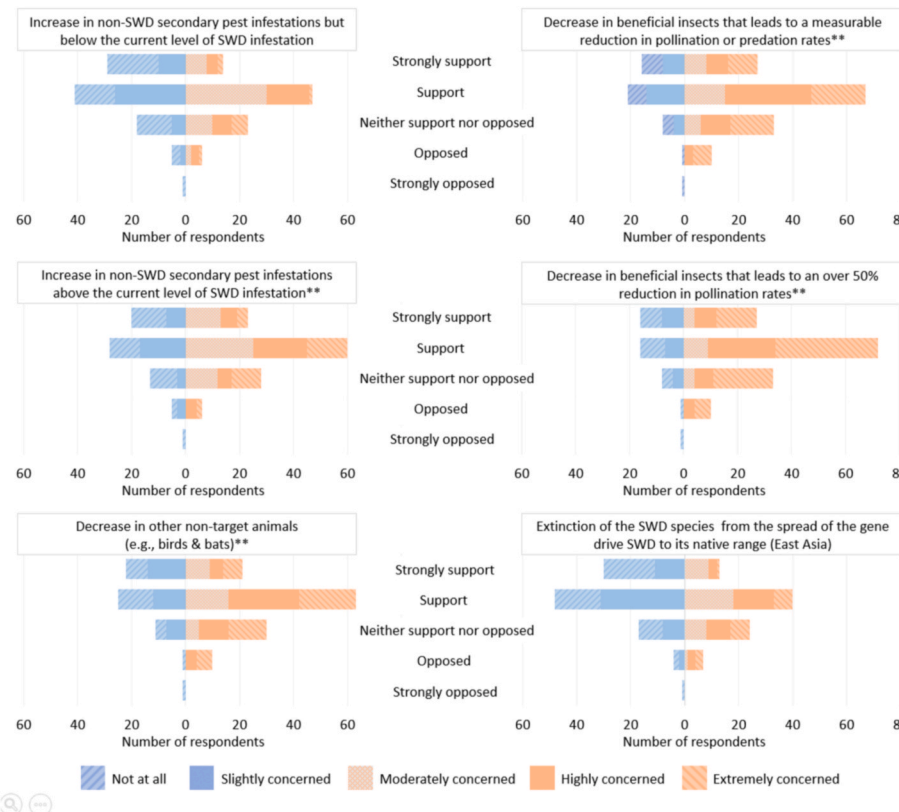 Increase in non-SWD secondary pest infestations but
below the current level of SWD infestation
Decrease in beneficial insects that leads to a measurable
reduction in pollination or predation rates**
Strongly support
Support
Neither support nor opposed
Opposed
Strongly opposed
60 40 20 0 20 40 60
60 40 20 0 20 40 60
Number of respondents
Number of respondents
Increase in non-SWD secondary pest infestations
above the current level of SWD infestation**
Decrease in beneficial insects that leads to an over 50%
reduction in pollination rates**
Strongly support
Support
Neither support nor opposed
Opposed
Strongly opposed
60 40 20 0 20 40 60
60 40 20 0 20 40 60
Number of respondents
Number of respondents
Decrease in other non-target animals
(e.g., birds & bats)**
Extinction of the SWD species from the spread of the gene
drive SWD to its native range (East Asia)
Strongly support
Support
Neither support nor opposed
Opposed
Strongly opposed
60 40 20 0 20 40 60
60 40 20 0 20 40 60
Number of respondents
Number of respondents
Not at all
Slightly concerned
Moderately concerned
Highly concerned
Extremely concerned